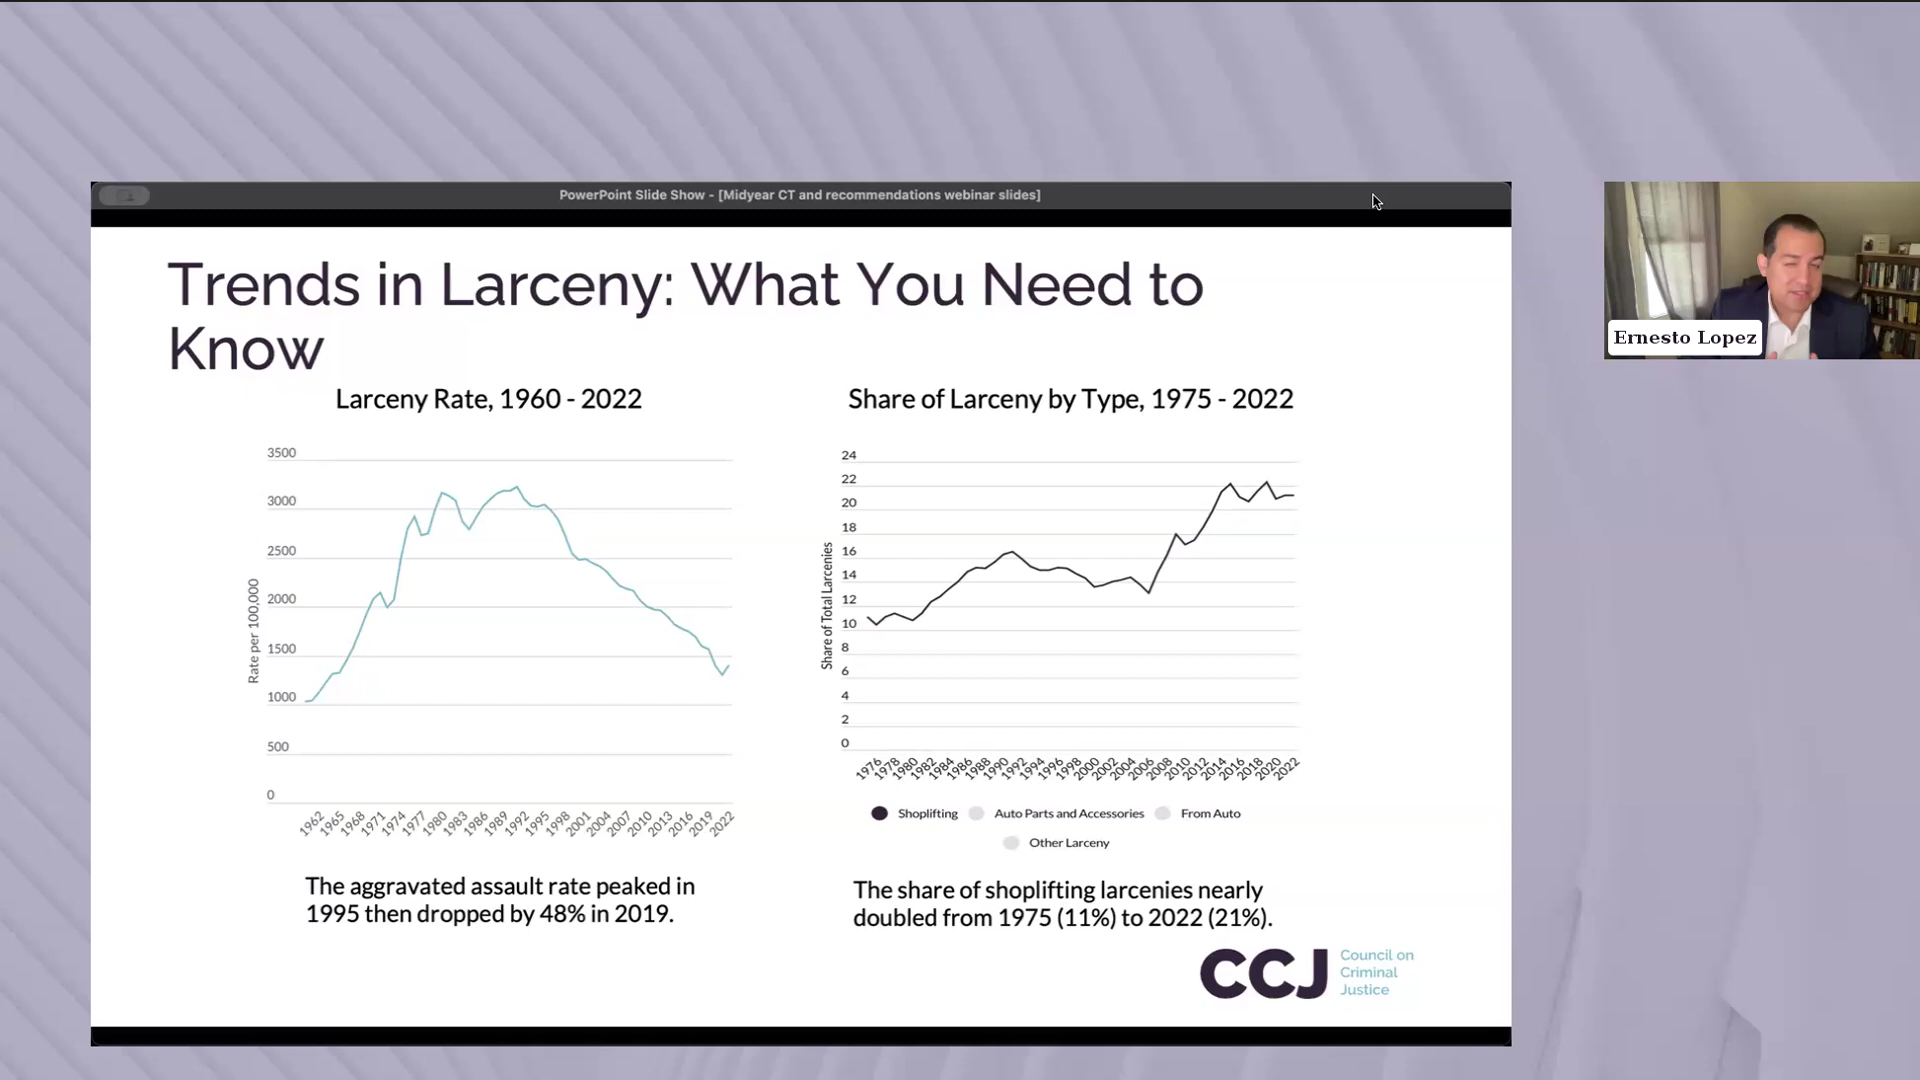 PowerPoint Slide Show - [Midyear CT and recommendations webinar slides]
Trends in Larceny: What You Need to
Know
Larceny Rate, 1960 - 2022
Rate per 100,000
3500
3000
2500
2000
1500
1000
500
0
1962 1965 1968 1971 1974 1977 1980 1983 1986 1989 1992 1995 1998 2001 2004 2007 2010 2013 2016 2019 2022
The aggravated assault rate peaked in
1995 then dropped by 48% in 2019.
Share of Larceny by Type, 1975 - 2022
Share of Total Larcenies
24
22
20
18
16
14
12
10
8
6
4
2
0
1976 1978 1980 1982 1984 1986 1988 1990 1992 1994 1996 1998 2000 2002 2004 2006 2008 2010 2012 2014 2016 2018 2020 2022
Shoplifting Auto Parts and Accessories From Auto
Other Larceny
The share of shoplifting larcenies nearly
doubled from 1975 (11%) to 2022 (21%).
CCJ
Council on
Criminal
Justice
Ernesto Lopez